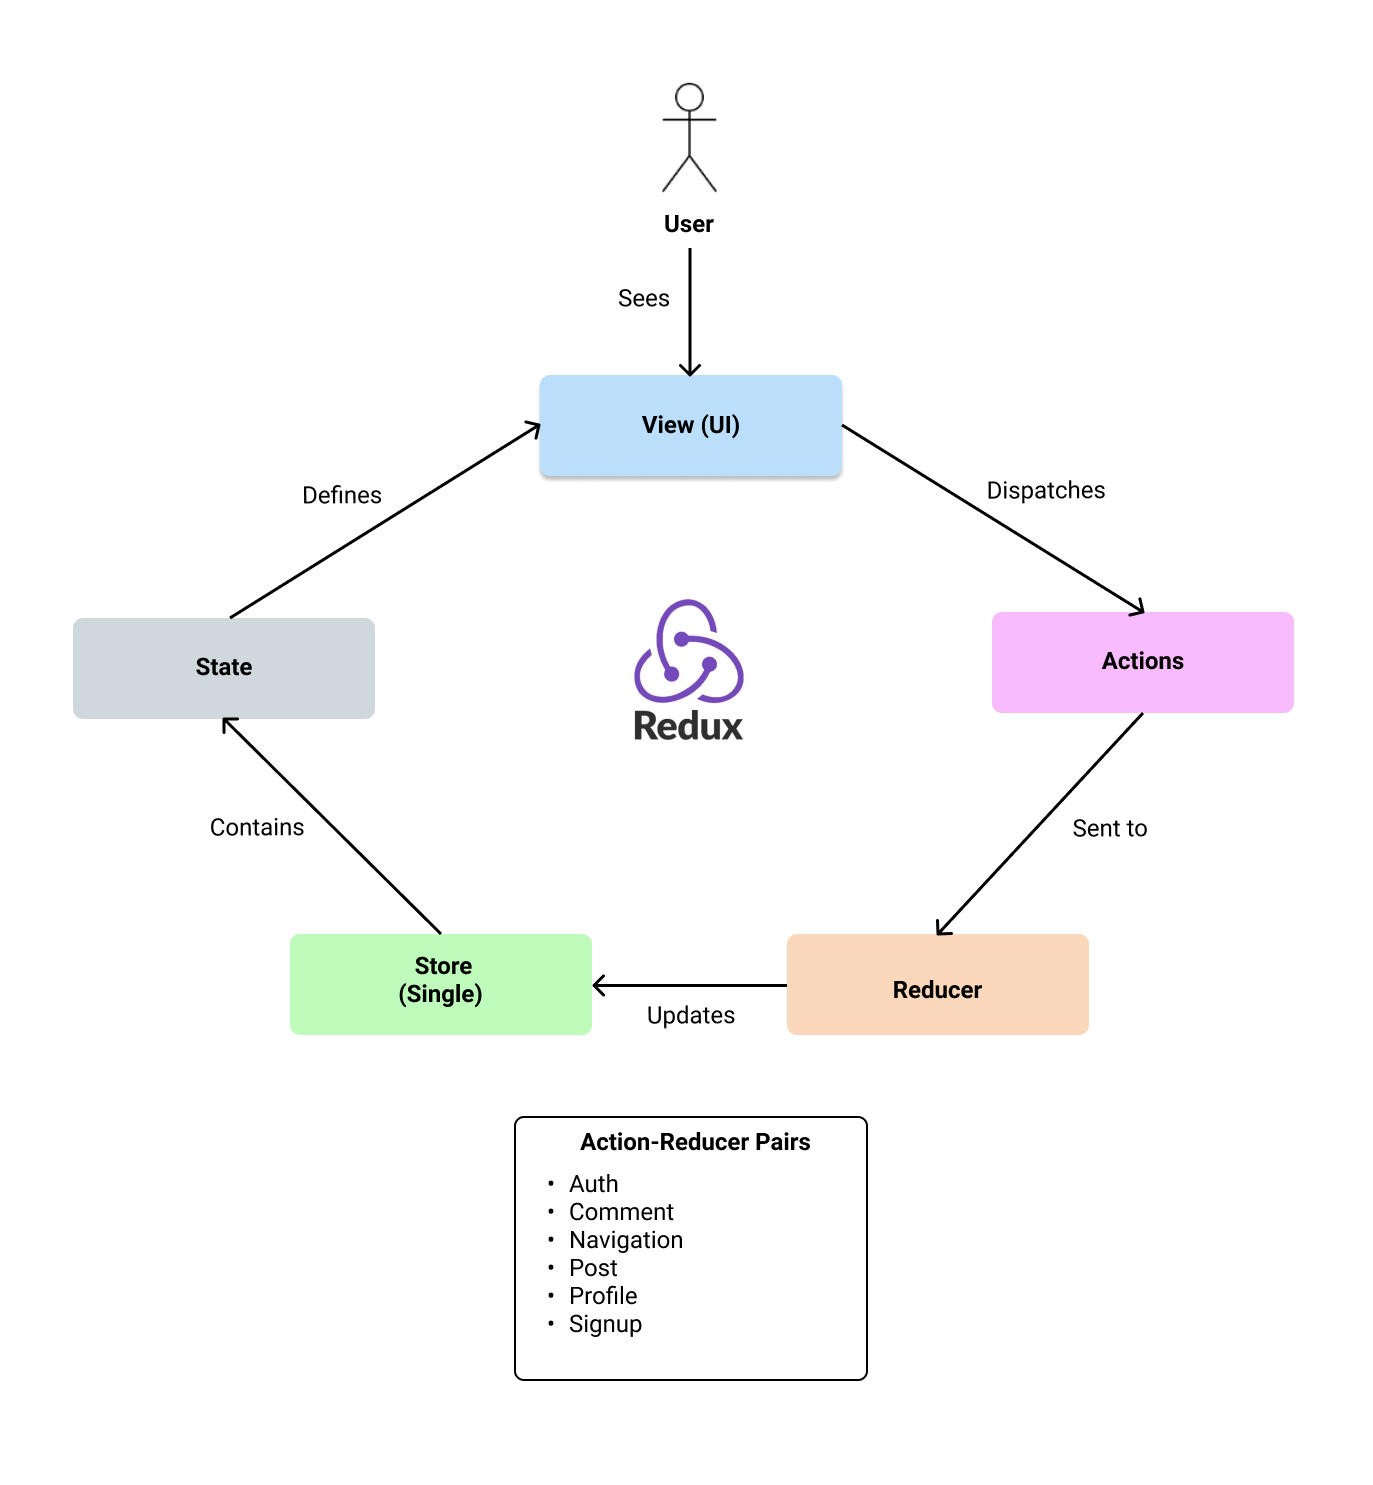 User
Sees
View (UI)
Defines
Dispatches
State
Actions
Redux
Contains
Sent to
Store
(Single)
Reducer
Updates
Action-Reducer Pairs
• Auth
• Comment
• Navigation
• Post
• Profile
• Signup